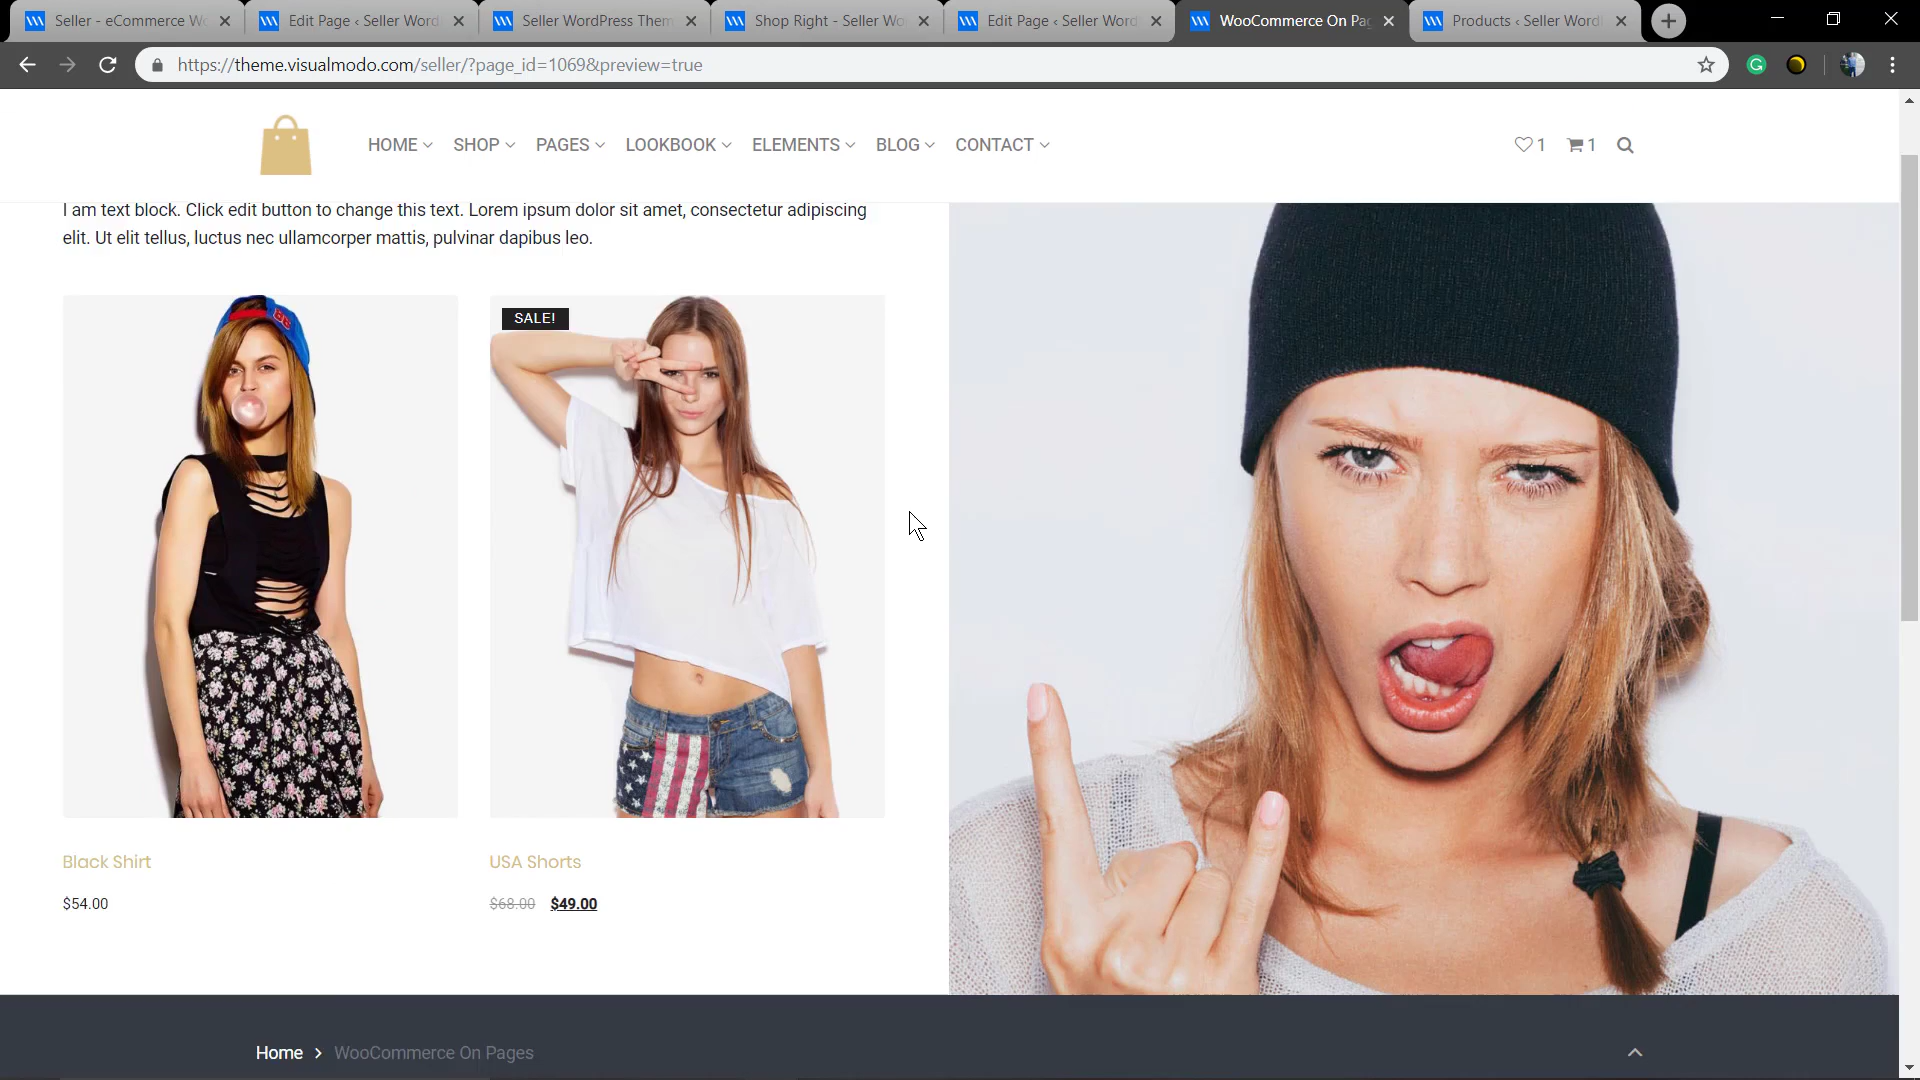 Seller - eCommerce Wo
Edit Page ‹ Seller Word
Seller WordPress Them
Shop Right - Seller Wo
Edit Page ‹ Seller Word
WooCommerce On Pag
Products ‹ Seller Word
https://theme.visualmodo.com/seller/?page_id=1069&preview=true
HOME SHOP PAGES LOOKBOOK ELEMENTS BLOG CONTACT 1 1
I am text block. Click edit button to change this text. Lorem ipsum dolor sit amet, consectetur adipiscing
elit. Ut elit tellus, luctus nec ullamcorper mattis, pulvinar dapibus leo.
SALE!
Black Shirt
USA Shorts
$54.00
$68.00 $49.00
Home > WooCommerce On Pages